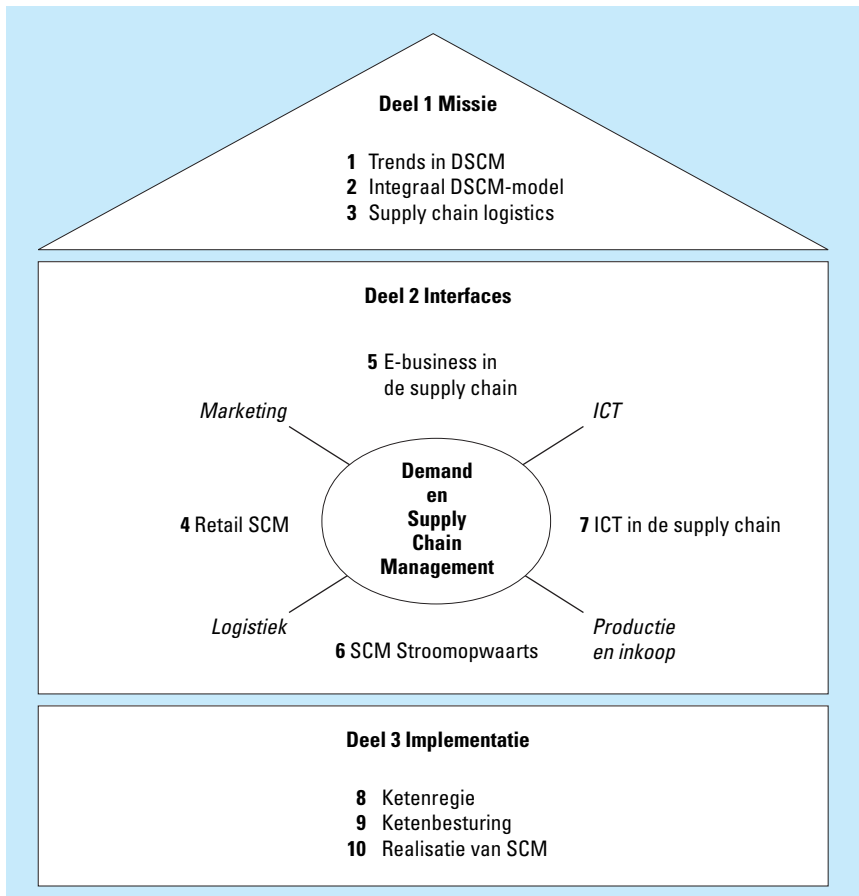 Deel 1 Missie
1 Trends in DSCM
2 Integraal DSCM-model
3 Supply chain logistics
Deel 2 Interfaces
5 E-business in
de supply chain
Marketing
ICT
Demand
en
Supply
Chain
Management
4 Retail SCM
7 ICT in de supply chain
Logistiek
6 SCM Stroomopwaarts
Productie
en inkoop
Deel 3 Implementatie
8 Ketenregie
9 Ketenbesturing
10 Realisatie van SCM